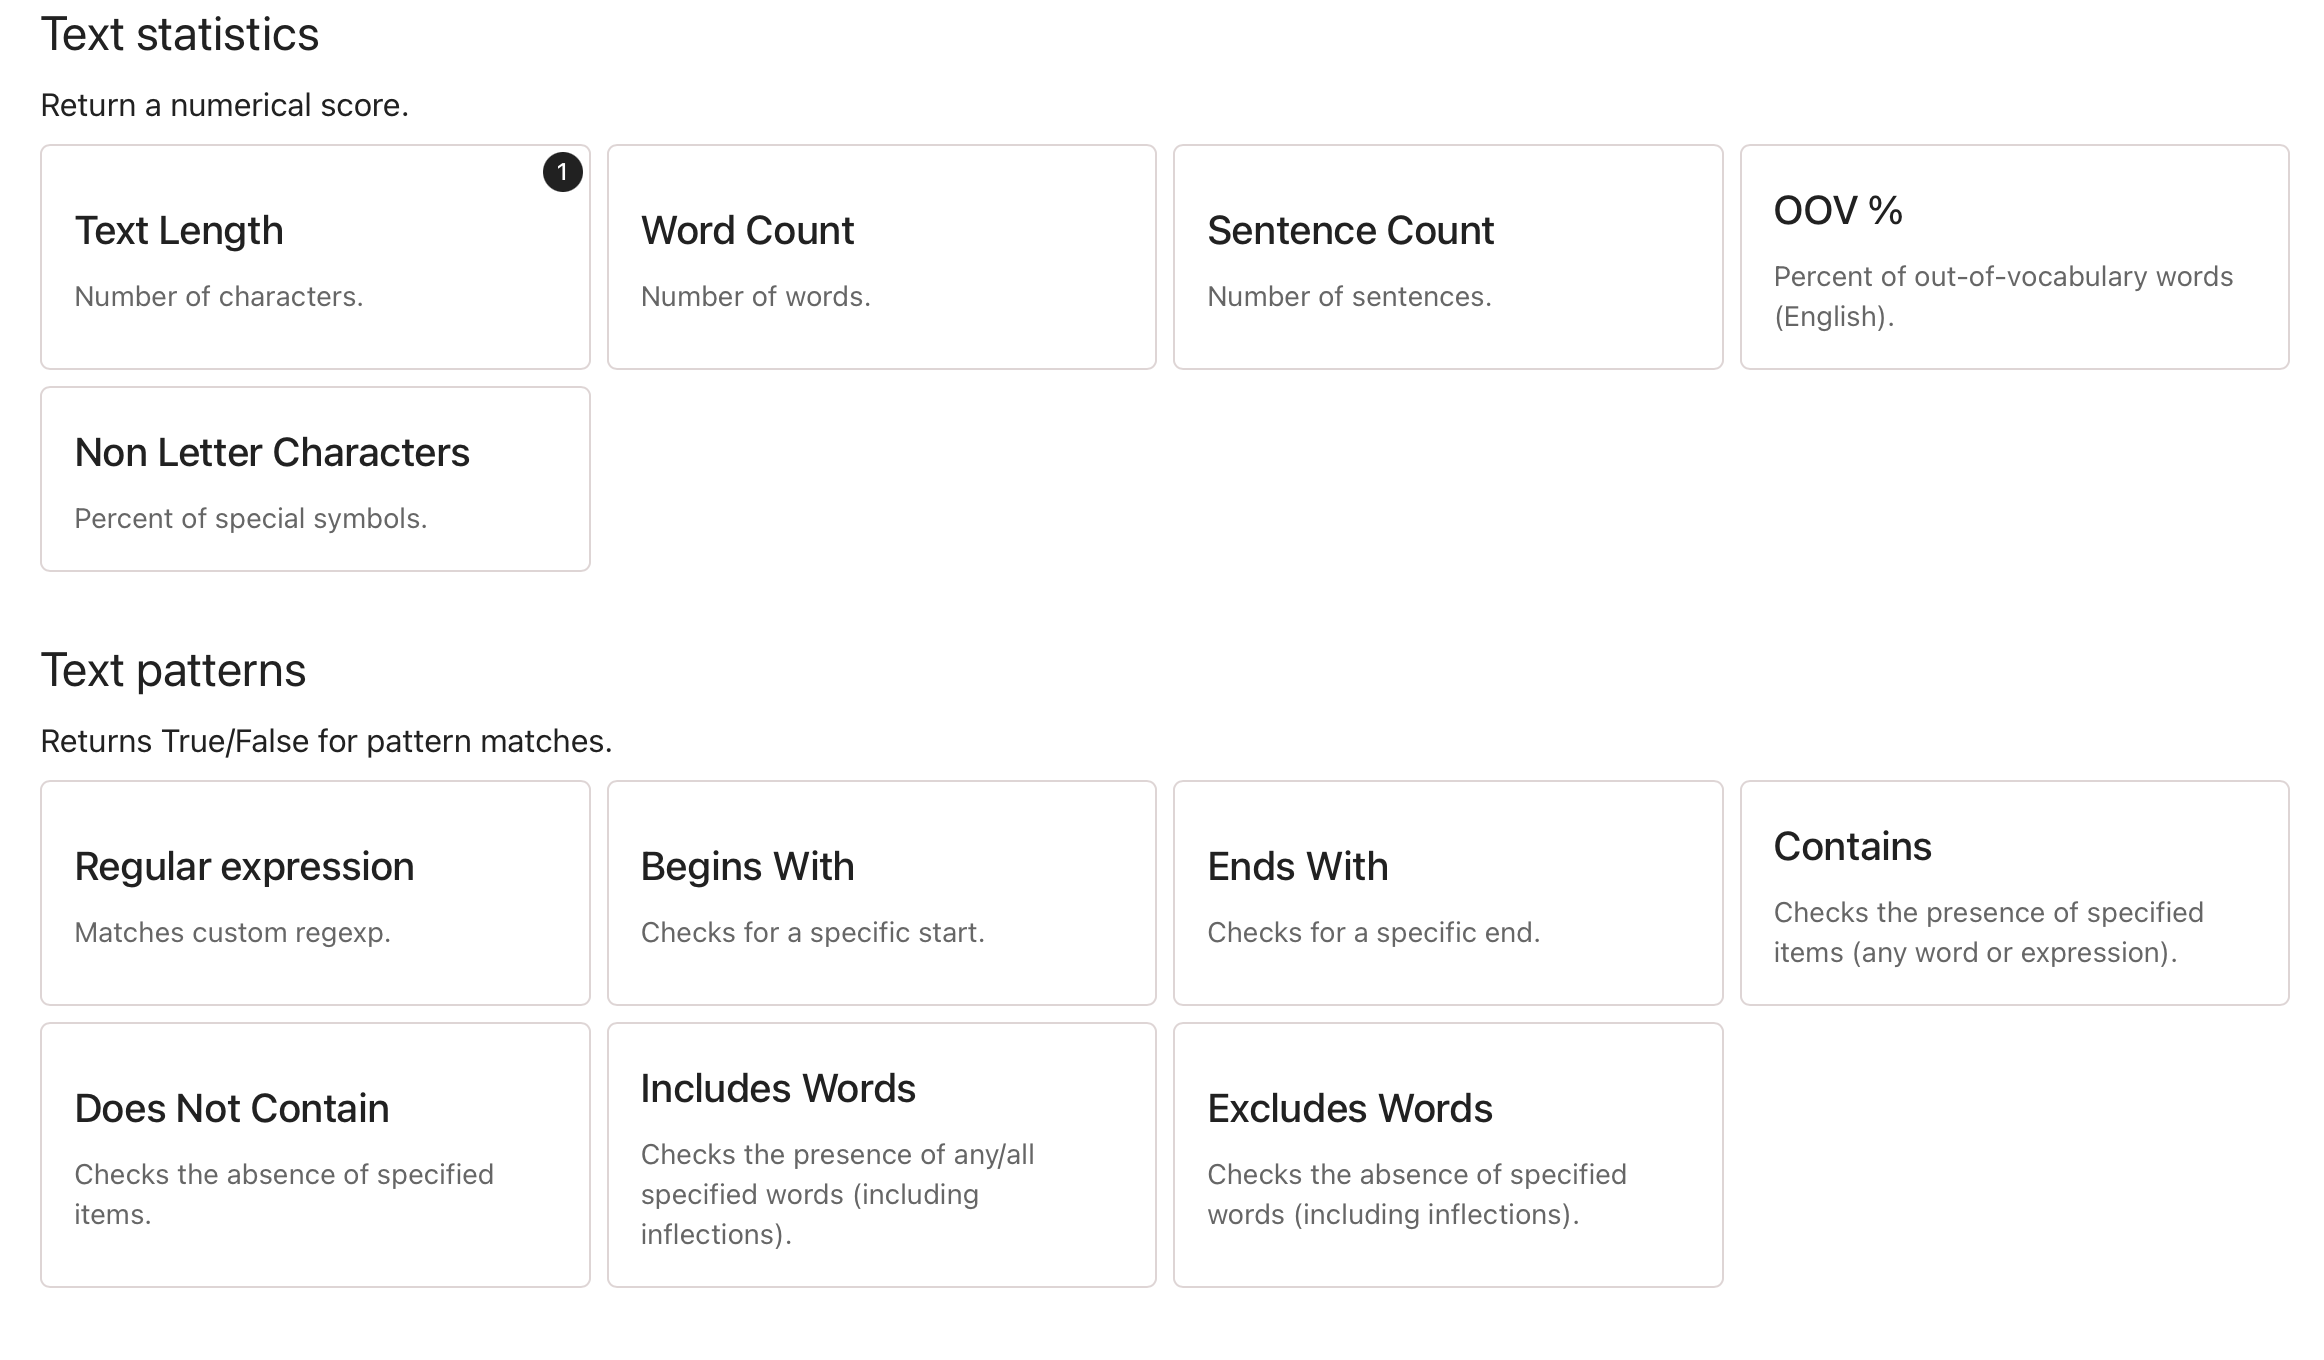 Text statistics
Return a numerical score.
1
Text Length
Number of characters.
Word Count
Number of words.
Sentence Count
Number of sentences.
OOV %
Percent of out-of-vocabulary words
(English).
Non Letter Characters
Percent of special symbols.
Text patterns
Returns True/False for pattern matches.
Regular expression
Matches custom regexp.
Begins With
Checks for a specific start.
Ends With
Checks for a specific end.
Contains
Checks the presence of specified
items (any word or expression).
Does Not Contain
Checks the absence of specified
items.
Includes Words
Checks the presence of any/all
specified words (including
inflections).
Excludes Words
Checks the absence of specified
words (including inflections).